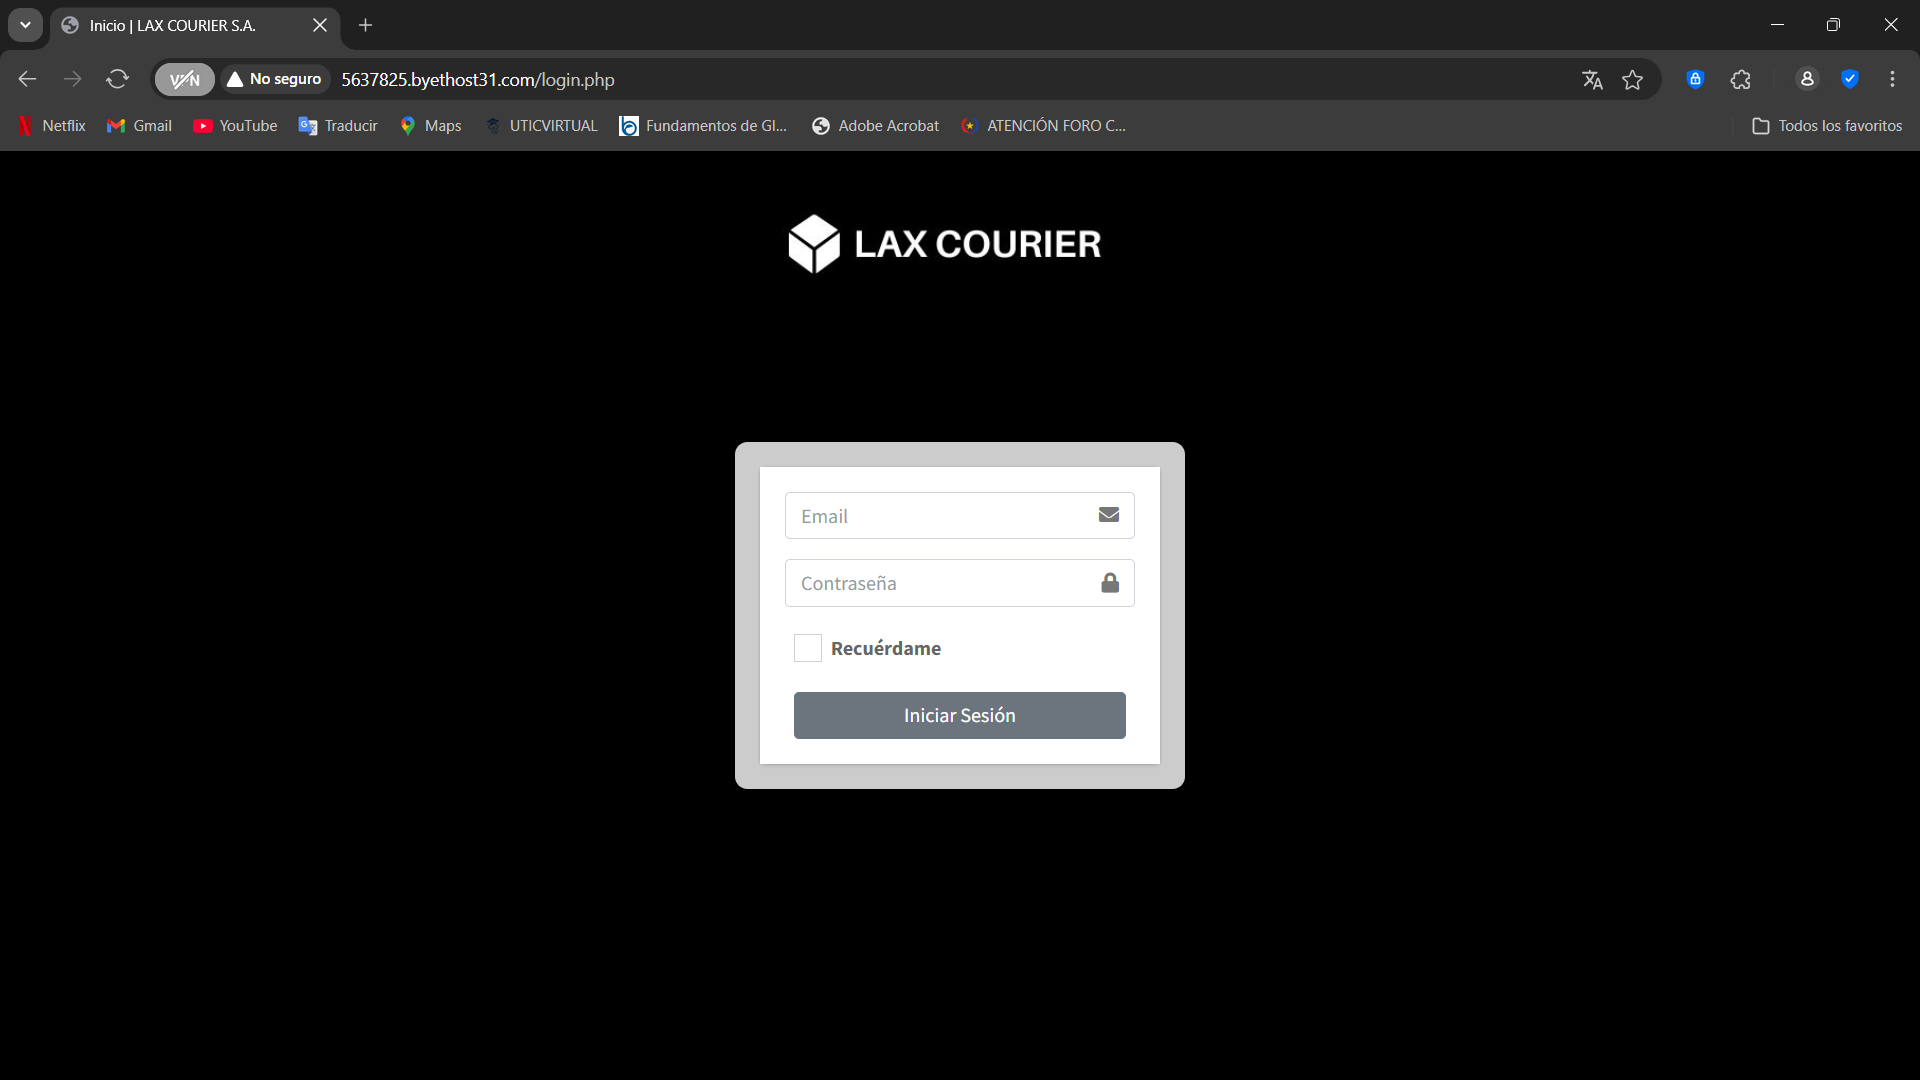 Inicio | LAX COURIER S.A.
VPN
No seguro
5637825.byethost31.com/login.php
Netflix
Gmail
YouTube
Traducir
Maps
UTICVIRTUAL
Fundamentos de GI...
Adobe Acrobat
ATENCIÓN FORO C...
Todos los favoritos
LAX COURIER
Email
Contraseña
Recuérdame
Iniciar Sesión